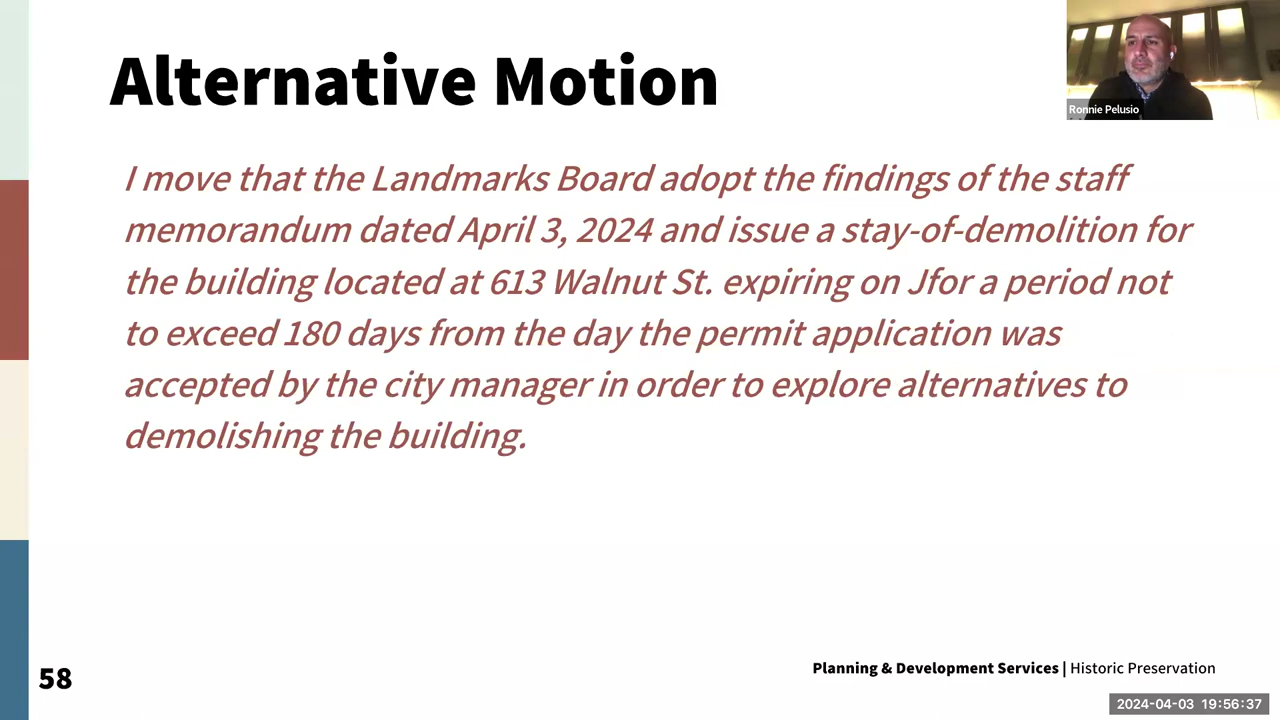 Alternative Motion
Ronnie Pelusio
I move that the Landmarks Board adopt the findings of the staff
memorandum dated April 3, 2024 and issue a stay-of-demolition for
the building located at 613 Walnut St. expiring on Jfor a period not
to exceed 180 days from the day the permit application was
accepted by the city manager in order to explore alternatives to
demolishing the building.
58
Planning & Development Services | Historic Preservation
2024-04-03 19:56:37